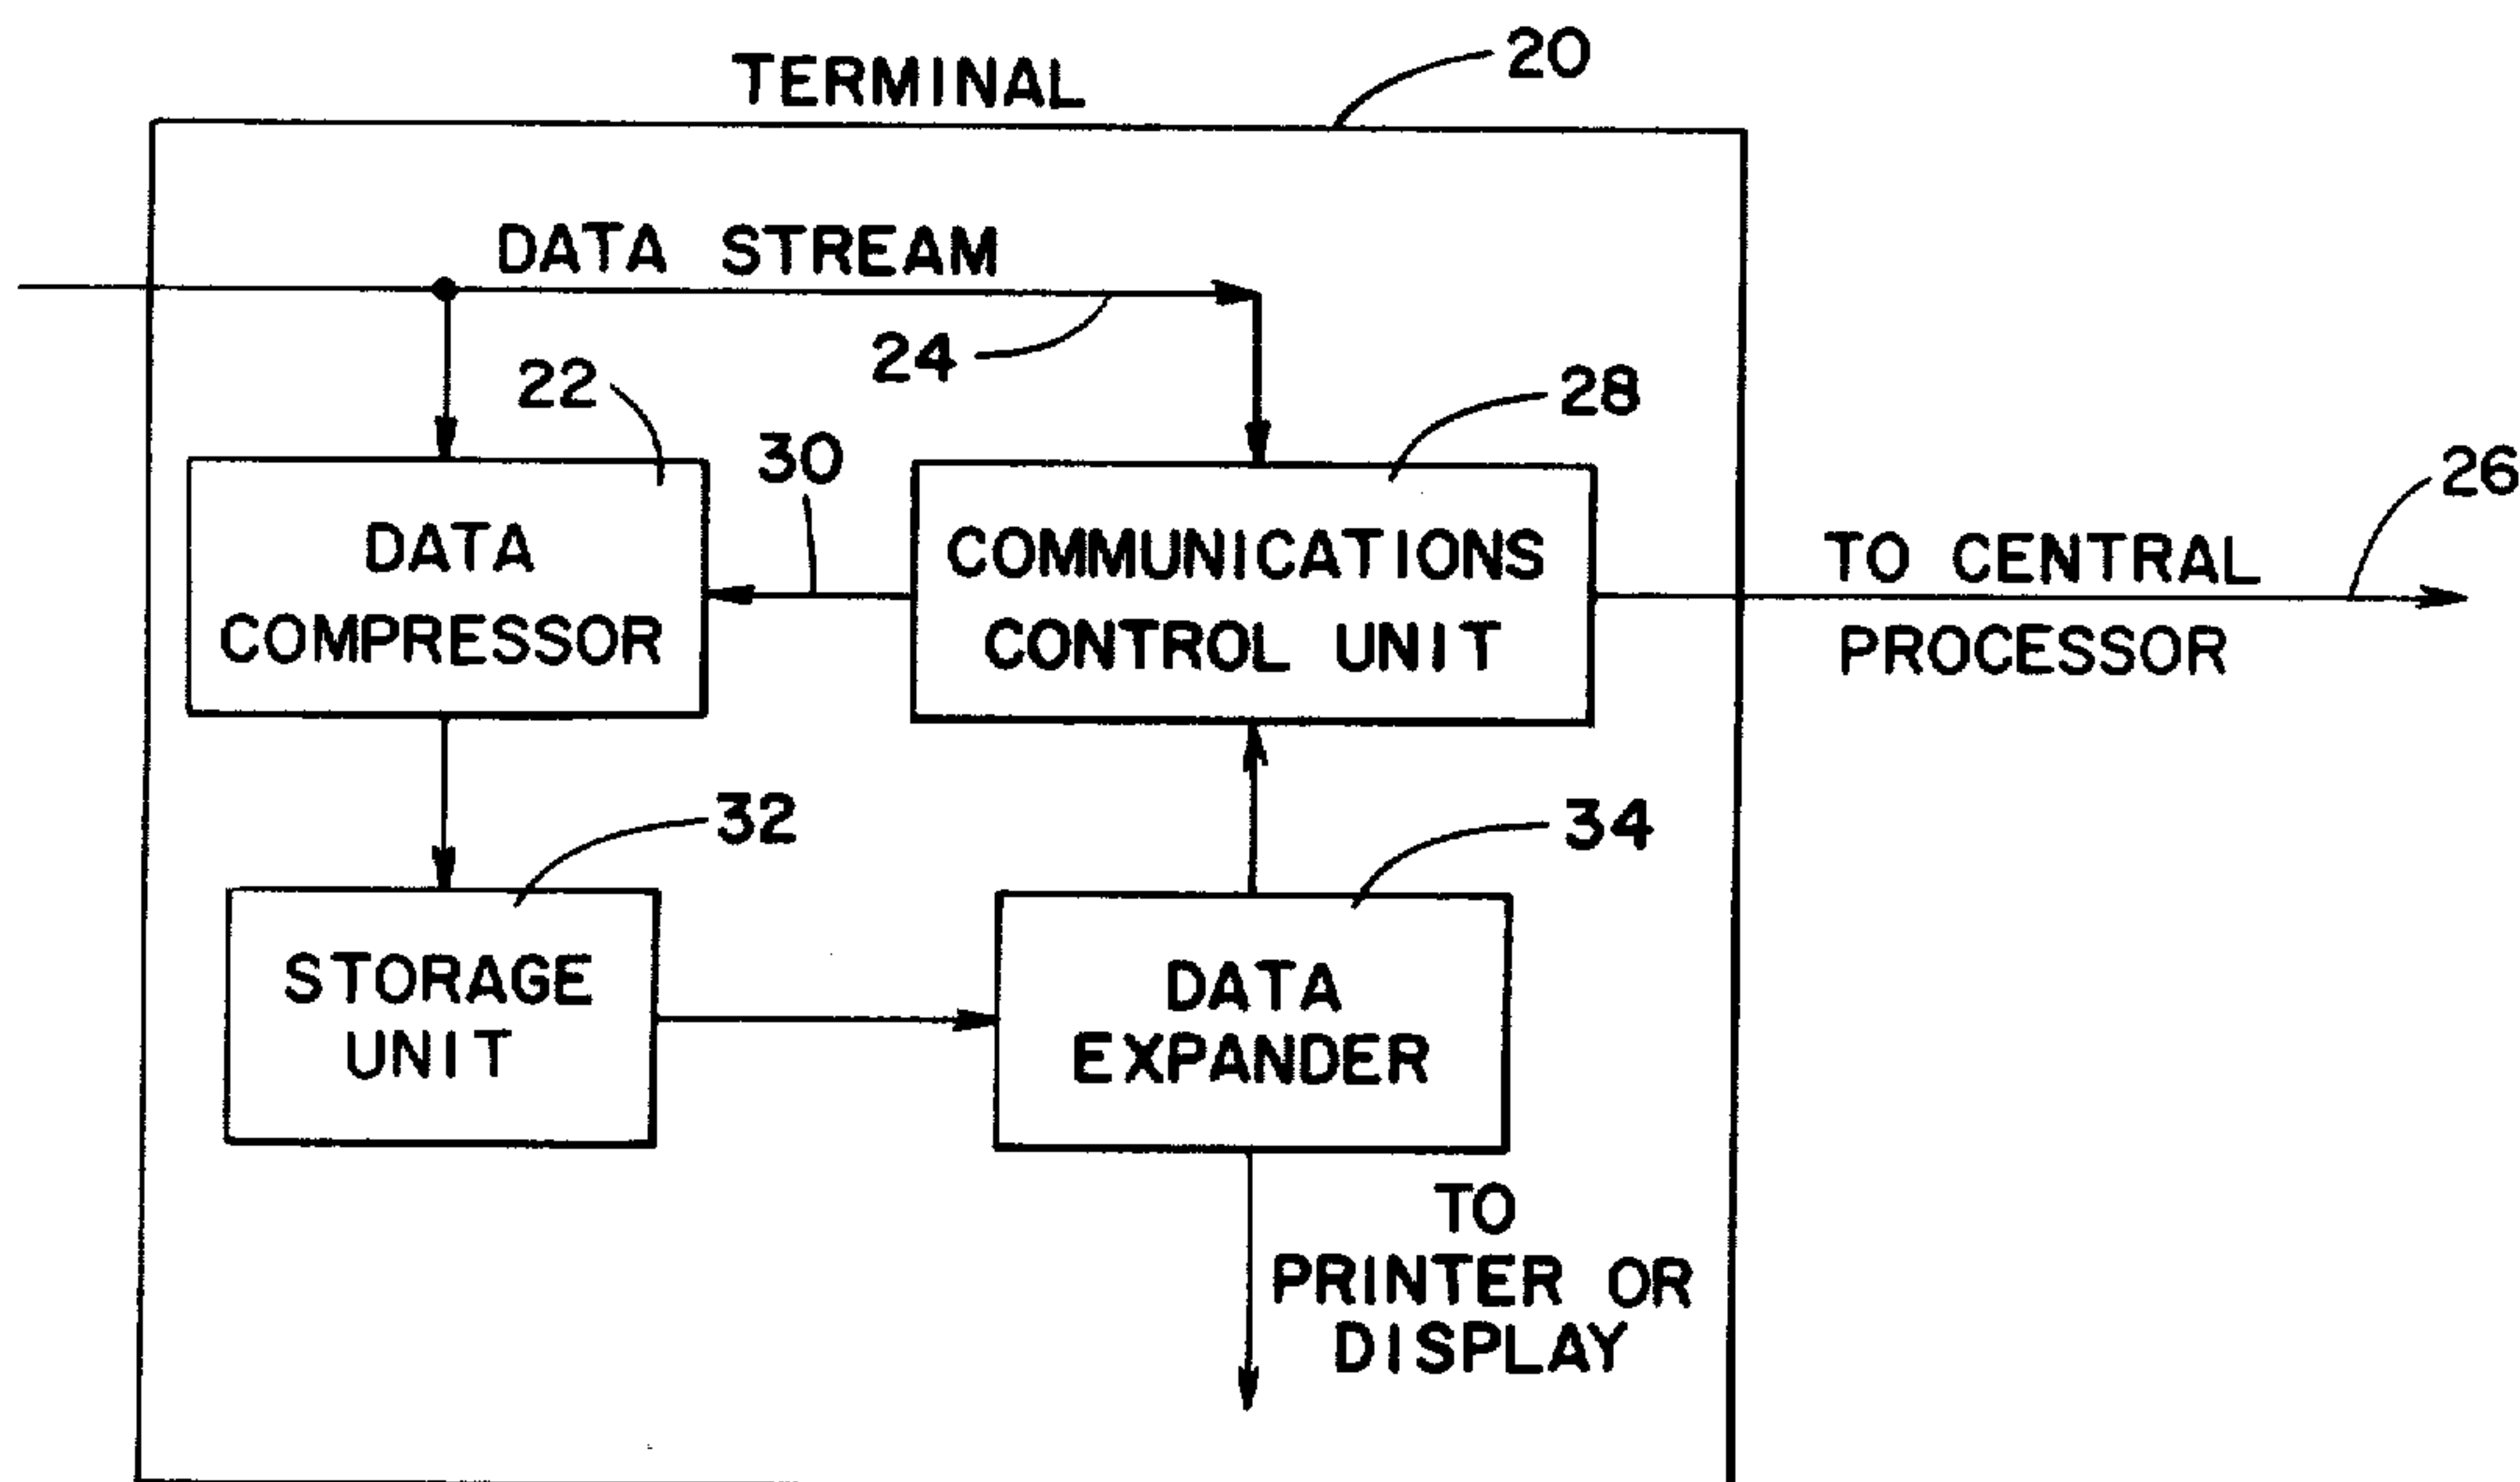 TERMINAL
20
DATA STREAM
24
22
28
30
26
DATA
COMPRESSOR
COMMUNICATIONS
CONTROL UNIT
TO CENTRAL
PROCESSOR
32
34
STORAGE
UNIT
DATA
EXPANDER
TO
PRINTER OR
DISPLAY